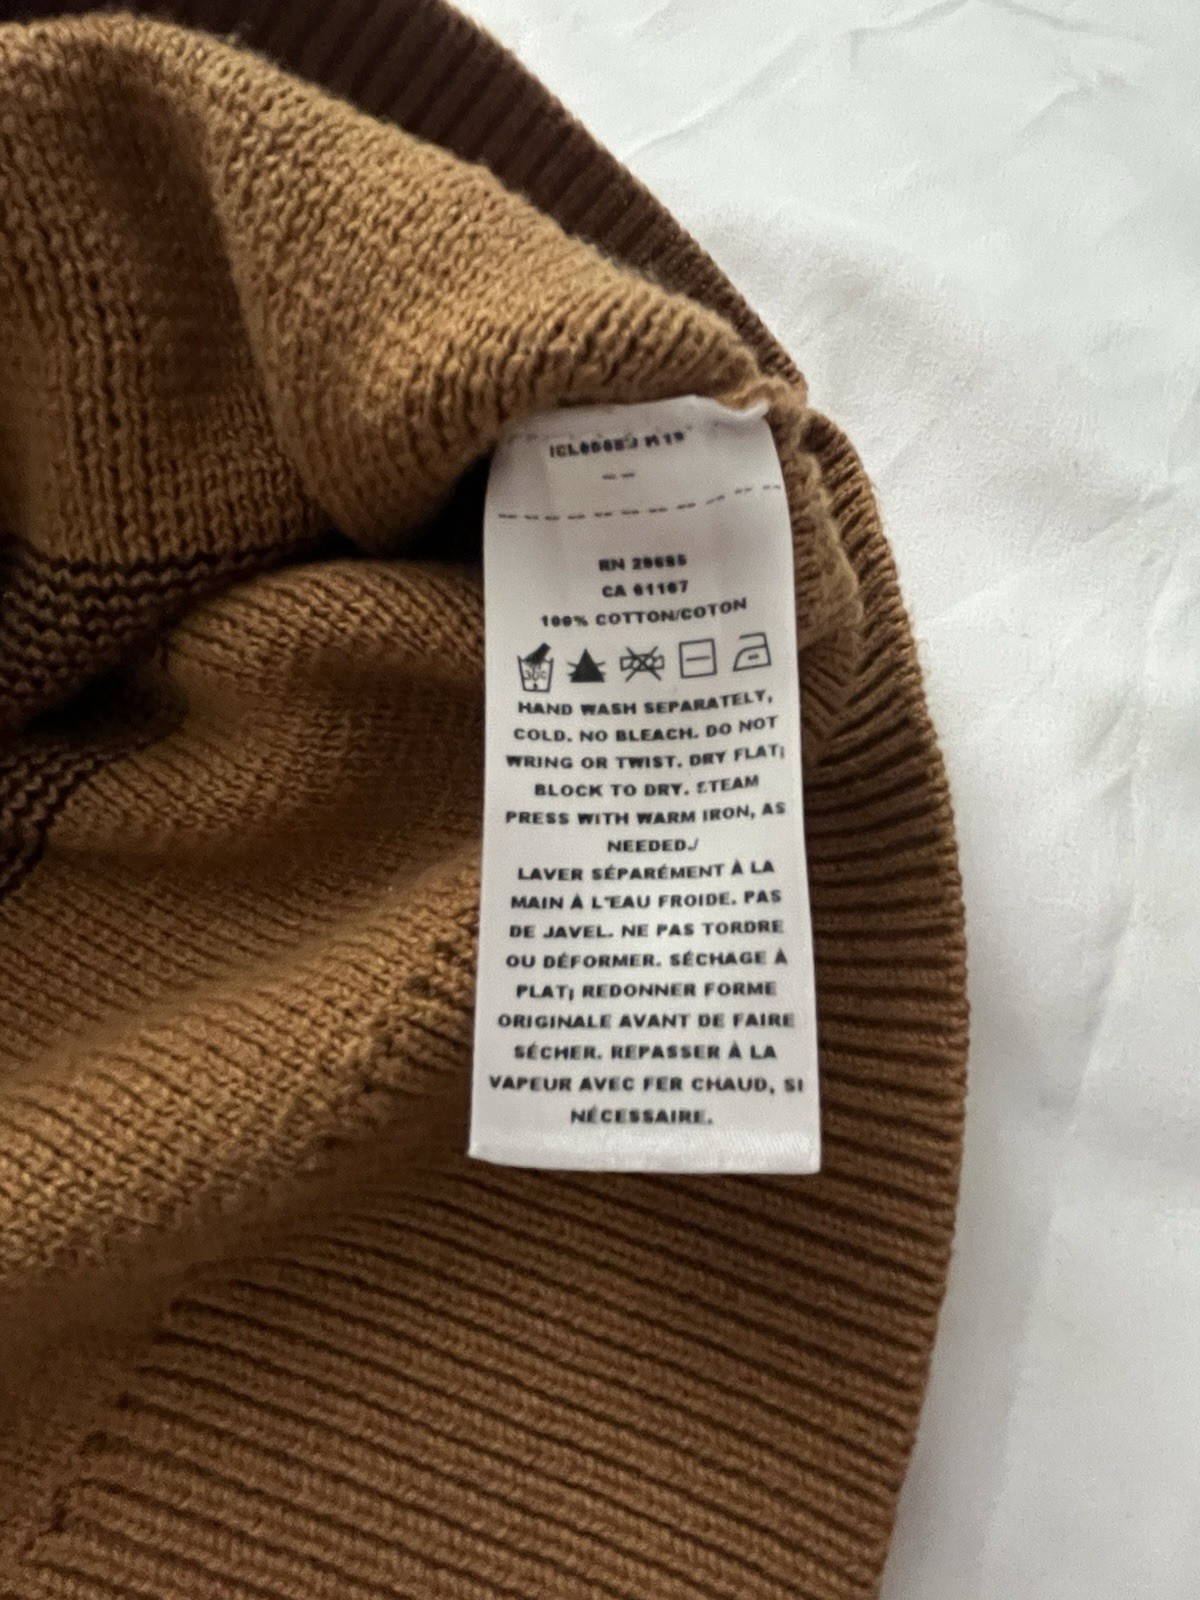 --
RN 29685
CA 61167
100% COTTON/COTON
30C
HAND WASH SEPARATELY,
COLD. NO BLEACH. DO NOT
WRING OR TWIST. DRY FLAT;
BLOCK TO DRY. STEAM
PRESS WITH WARM IRON, AS
NEEDED./
LAVER SÉPARÉMENT À LA
MAIN À L'EAU FROIDE. PAS
DE JAVEL. NE PAS TORDRE
OU DÉFORMER. SÉCHAGE À
PLAT; REDONNER FORME
ORIGINALE AVANT DE FAIRE
SÉCHER. REPASSER À LA
VAPEUR AVEC FER CHAUD, SI
NÉCESSAIRE.